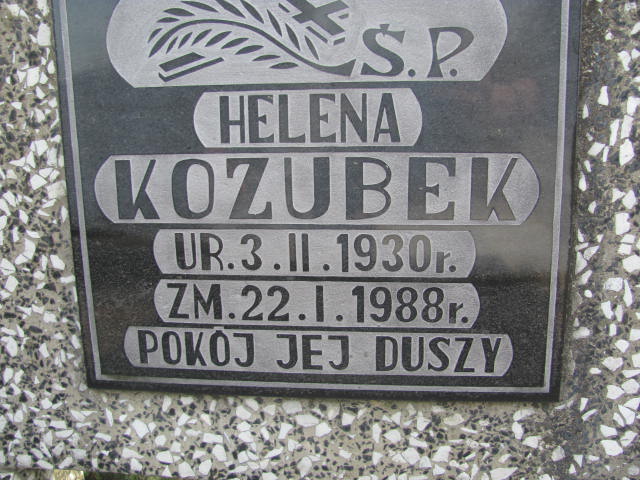 Ś.P.
HELENA
KOZUBEK
UR.3.II.1930r.
ZM.22.I.1988r.
POKÓJ JEJ DUSZY